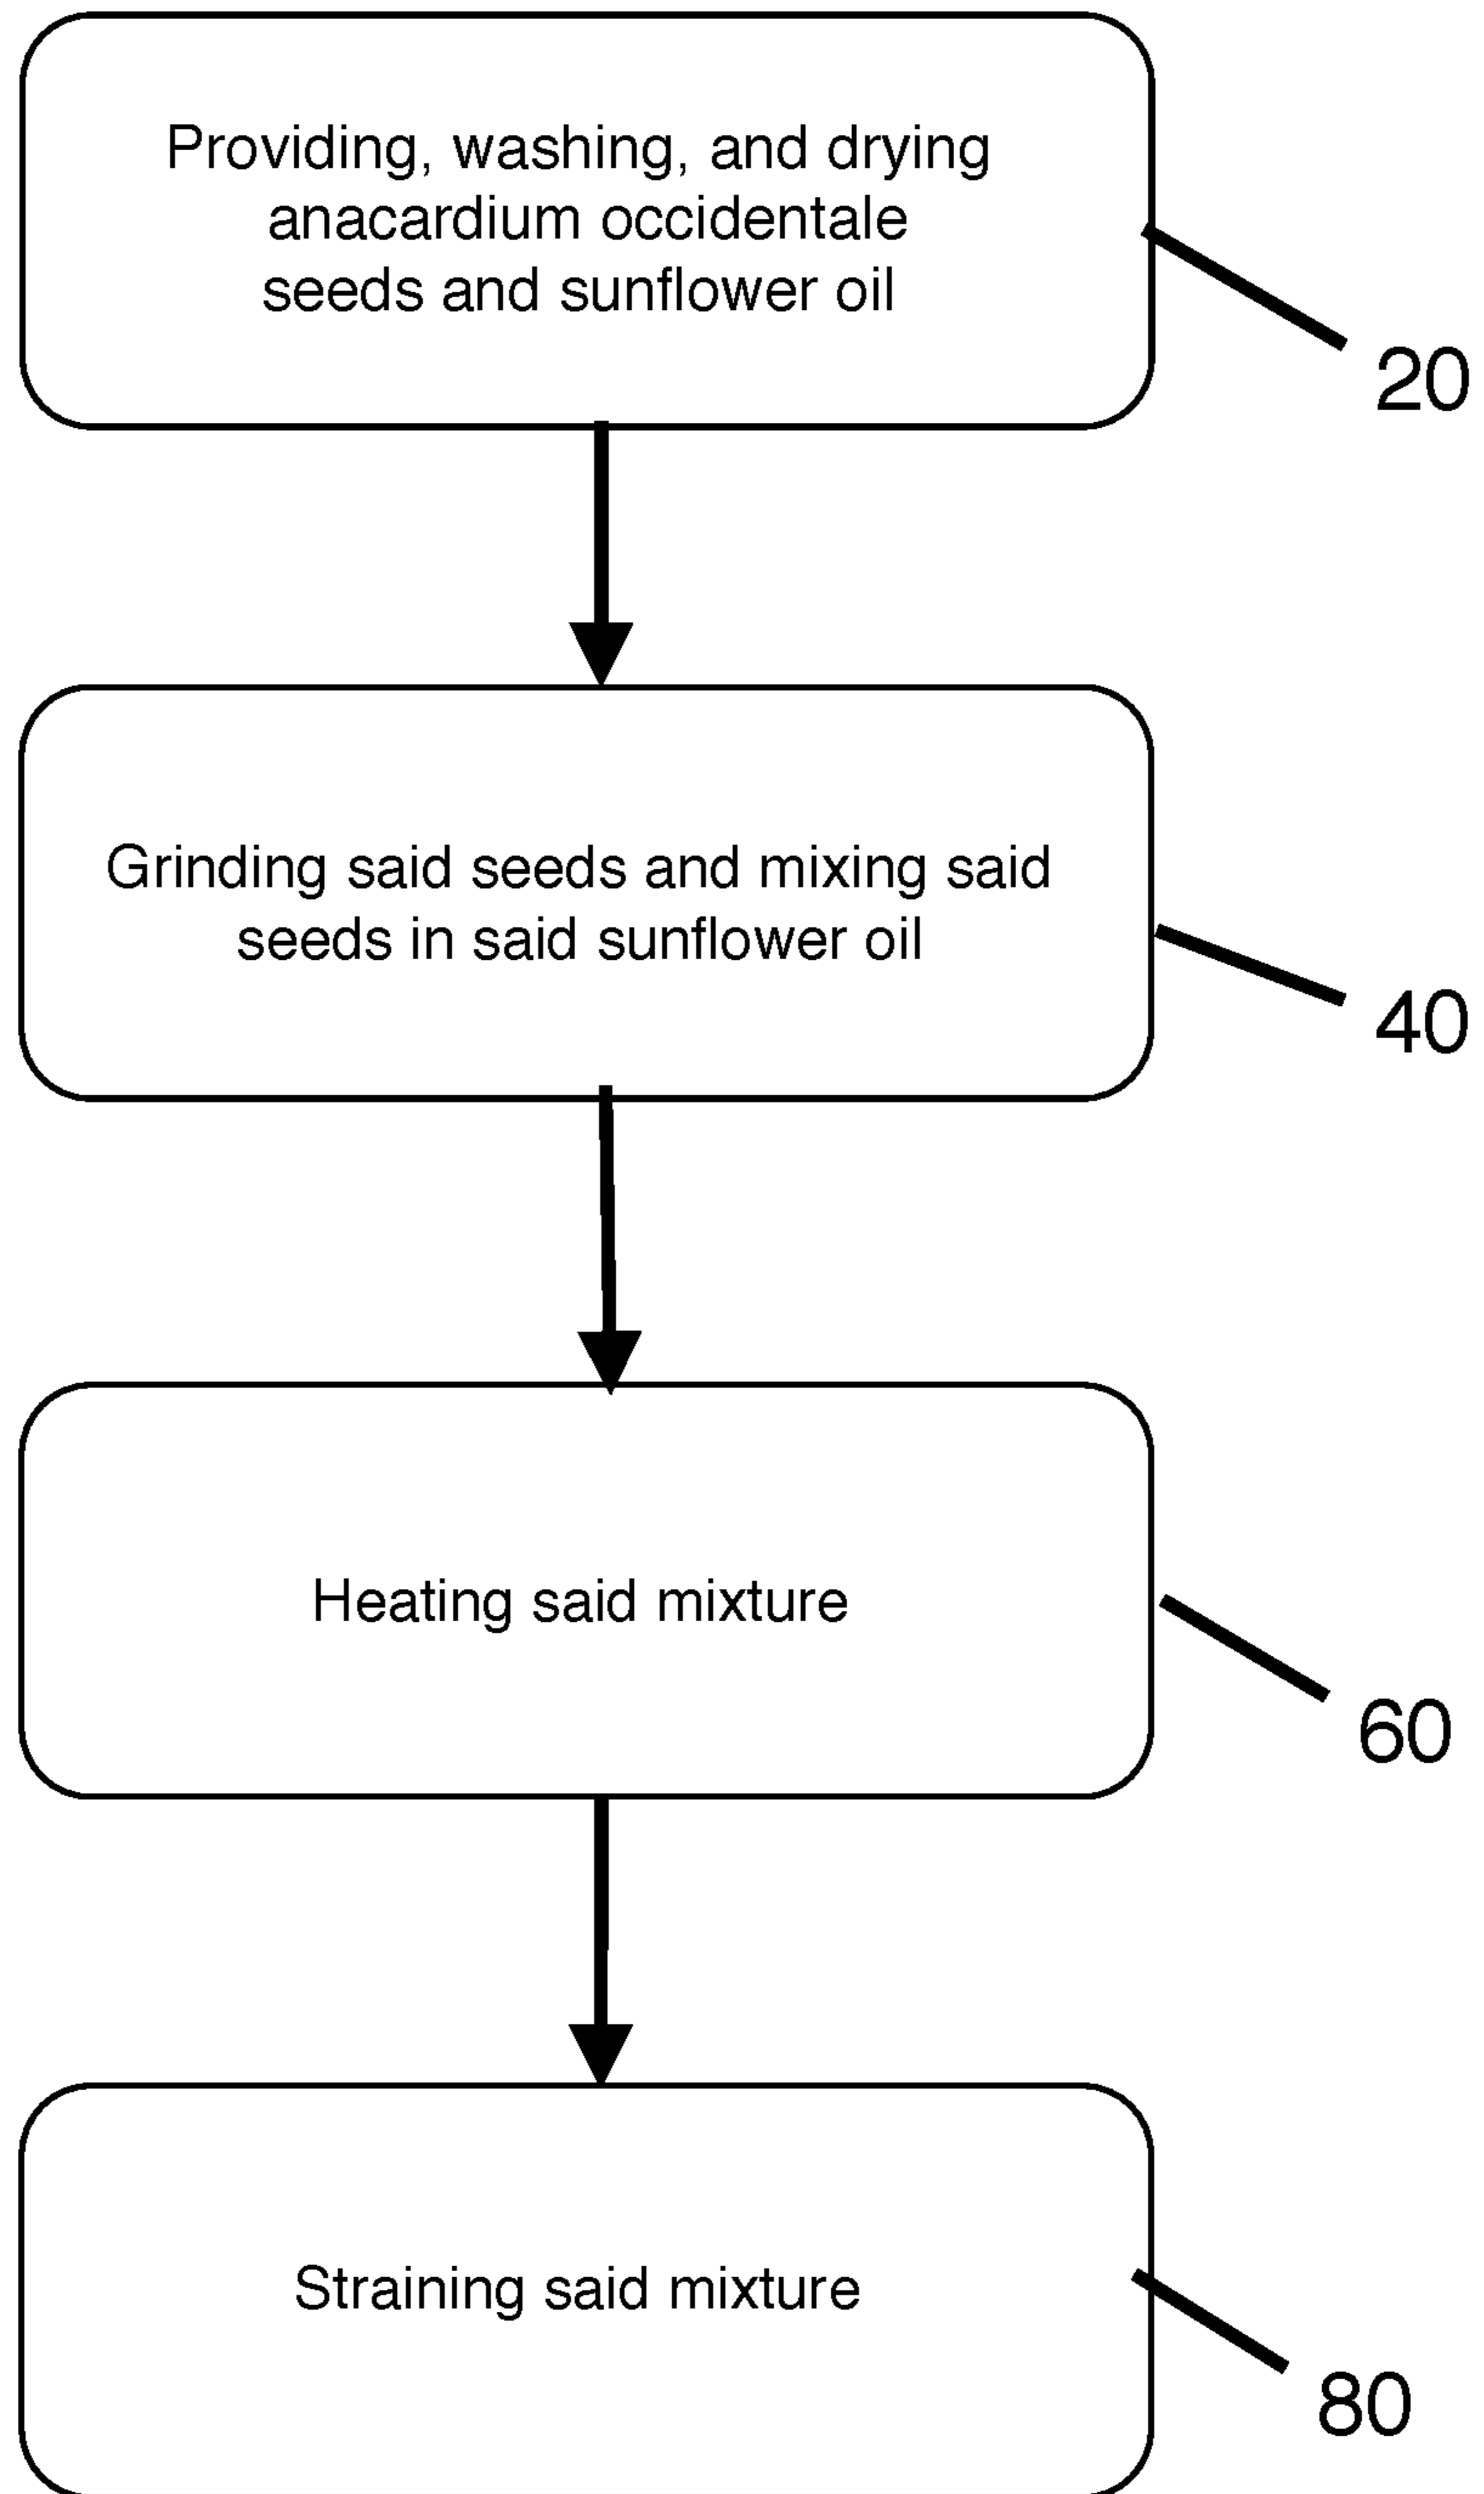 Providing, washing, and drying
anacardium occidentale
seeds and sunflower oil
20
Grinding said seeds and mixing said
seeds in said sunflower oil
40
Heating said mixture
60
Straining said mixture
80